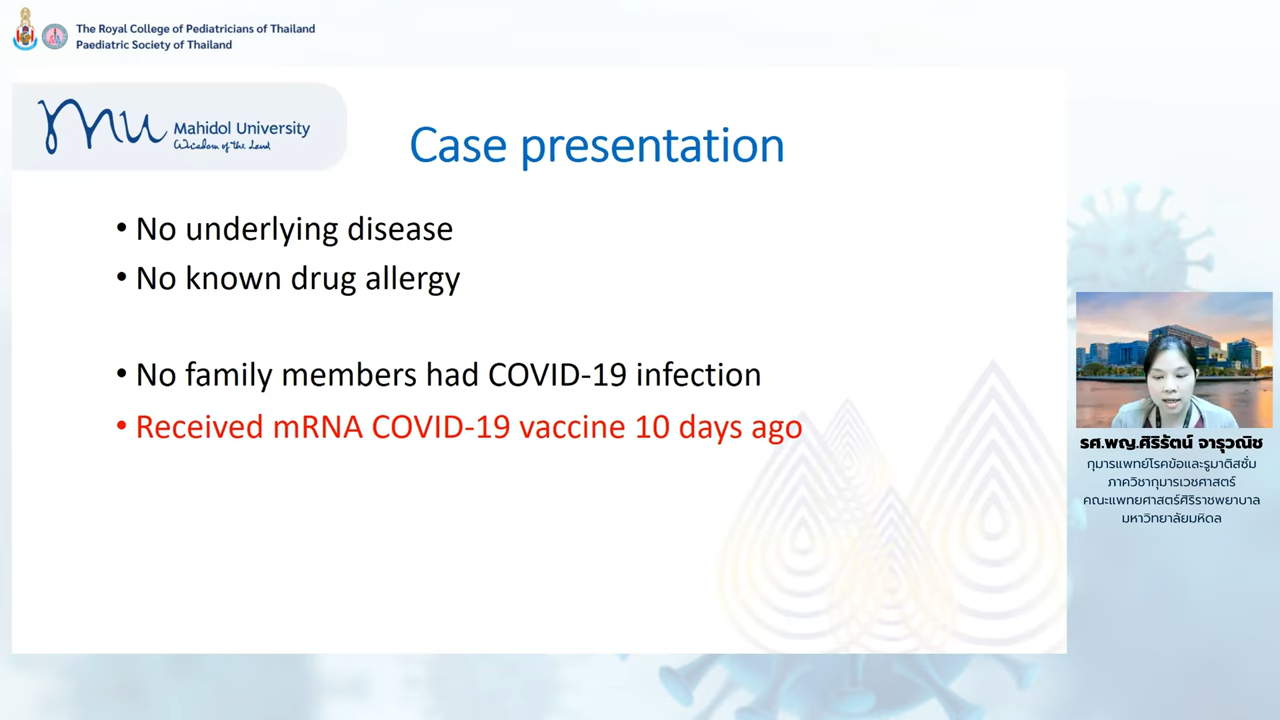 The Royal College of Pediatricians of Thailand
Paediatric Society of Thailand
mu
Mahidol University
Wisdom of the Land
Case presentation
• No underlying disease
• No known drug allergy
• No family members had COVID-19 infection
• Received mRNA COVID-19 vaccine 10 days ago
รศ.พญ.ศิริรัตน์ จารุวณิช
กุมารแพทย์โรคข้อและรูมาติสซั่ม
ภาควิชากุมารเวชศาสตร์
คณะแพทยศาสตร์ศิริราชพยาบาล
มหาวิทยาลัยมหิดล